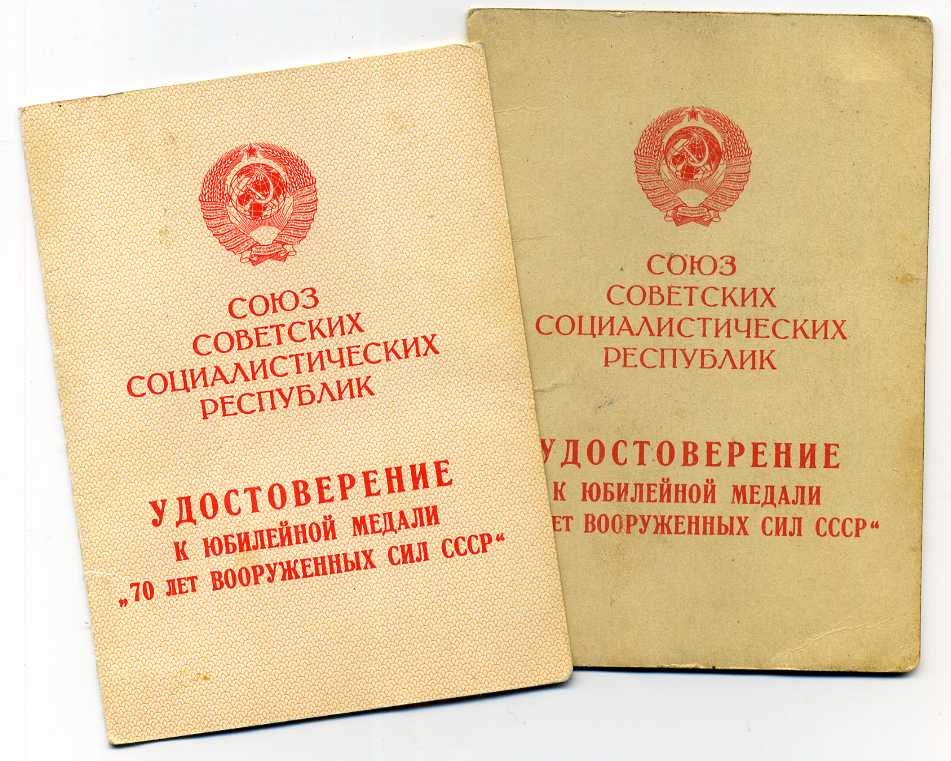 СОЮЗ
СОВЕТСКИХ
СОЦИАЛИСТИЧЕСКИХ
РЕСПУБЛИК
УДОСТОВЕРЕНИЕ
К ЮБИЛЕЙНОЙ МЕДАЛИ
„70 лет ВООРУЖЕННЫХ СИЛ СССР“
СОЮЗ
СОВЕТСКИХ
СОЦИАЛИСТИЧЕСКИХ
РЕСПУБЛИК
УДОСТОВЕРЕНИЕ
К ЮБИЛЕЙНОЙ МЕДАЛИ
ет ВООРУЖЕННЫХ СИЛ СССР“